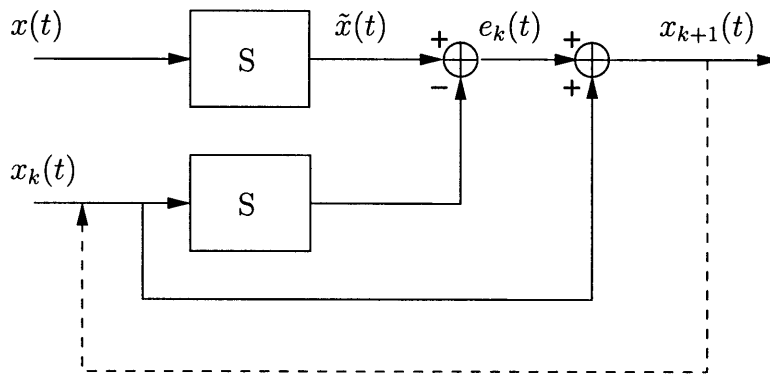 x(t) S x̃(t) + e_k(t) + x_{k+1}(t)
− +
x_k(t) S